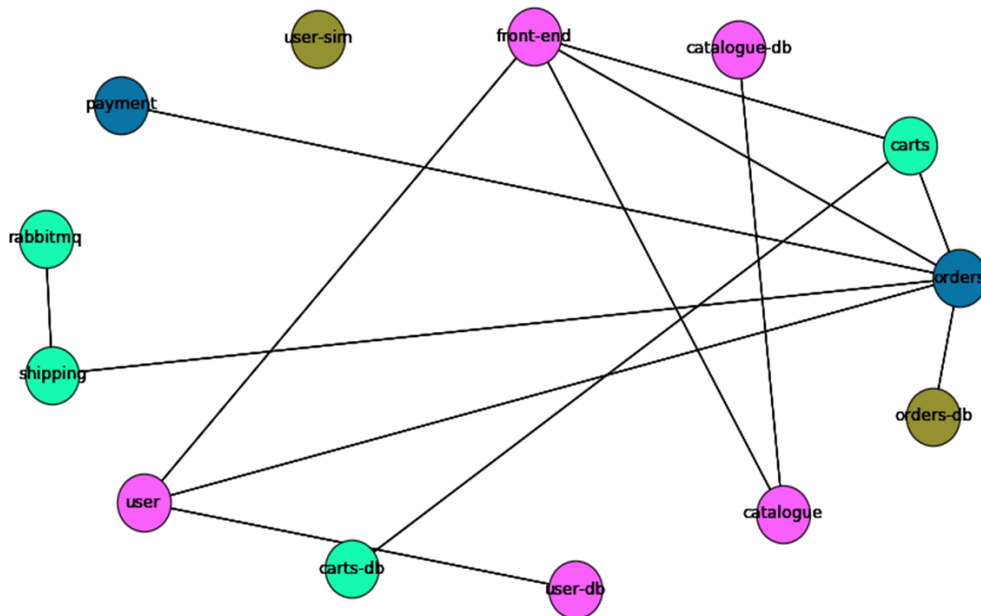 user-sim
front-end
catalogue-db
payment
carts
rabbitmq
orders
shipping
orders-db
user
catalogue
carts-db
user-db